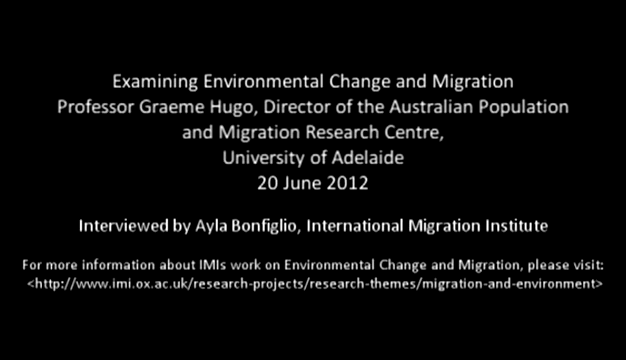 Examining Environmental Change and Migration
Professor Graeme Hugo, Director of the Australian Population
and Migration Research Centre,
University of Adelaide
20 June 2012
Interviewed by Ayla Bonfiglio, International Migration Institute
For more information about IMIs work on Environmental Change and Migration, please visit:
<http://www.imi.ox.ac.uk/research-projects/research-themes/migration-and-environment>